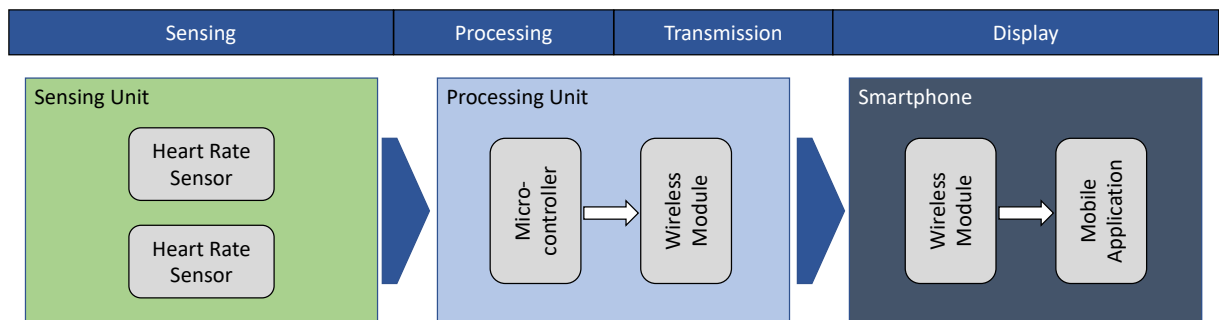 Sensing
Processing
Transmission
Display
Sensing Unit
Heart Rate
Sensor
Heart Rate
Sensor
Processing Unit
Micro-
controller
Wireless
Module
Smartphone
Wireless
Module
Mobile
Application